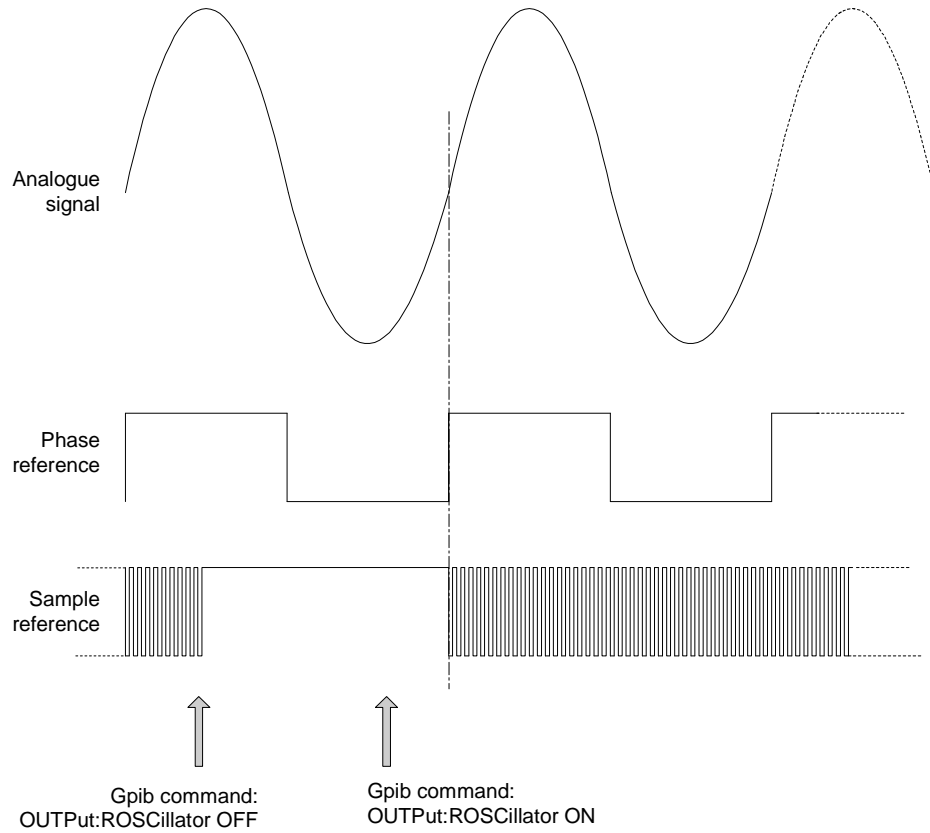 Analogue
signal
Phase
reference
Sample
reference
Gpib command:
OUTPut:ROSCillator OFF
Gpib command:
OUTPut:ROSCillator ON